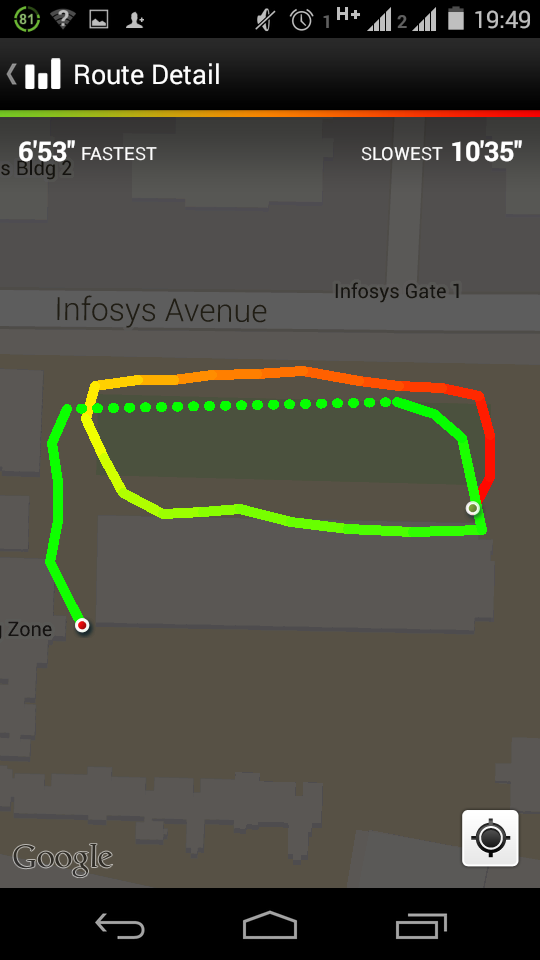 81
1 H+ 2 19:49
Route Detail
6'53" FASTEST
SLOWEST 10'35"
s Bldg 2
Infosys Gate 1
Infosys Avenue
Zone
Google